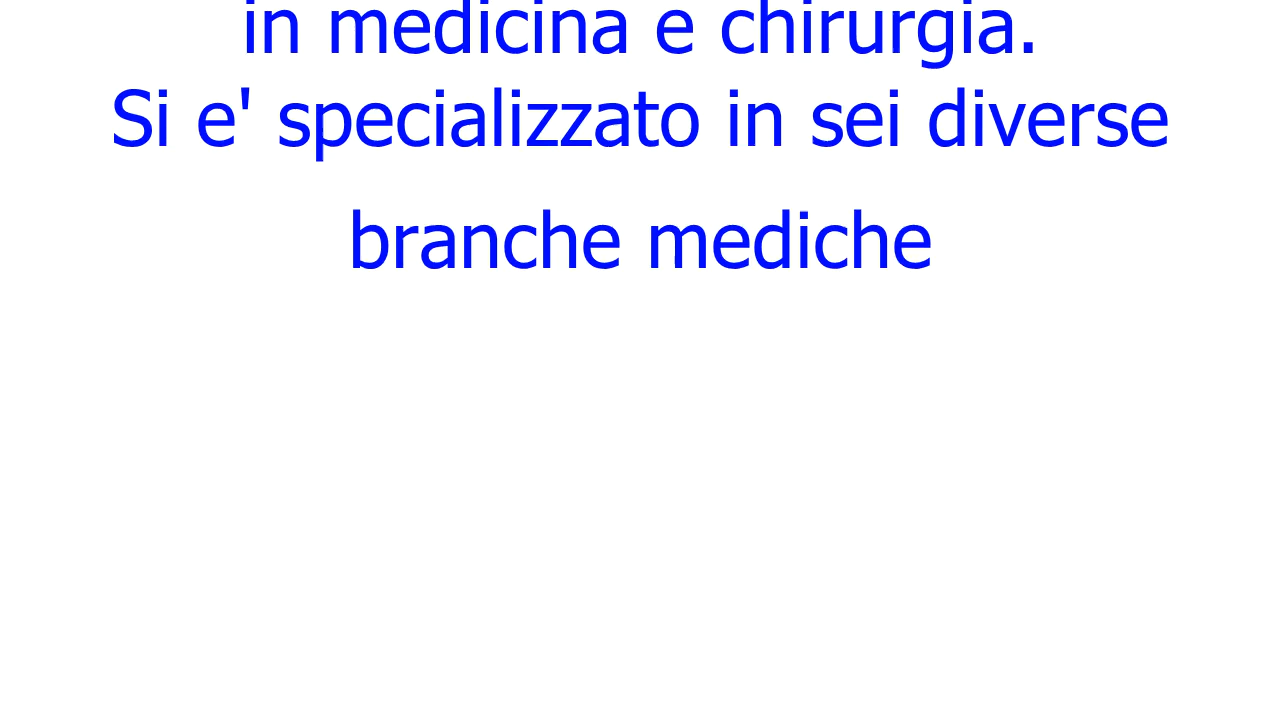 in medicina e chirurgia.
Si e' specializzato in sei diverse
branche mediche